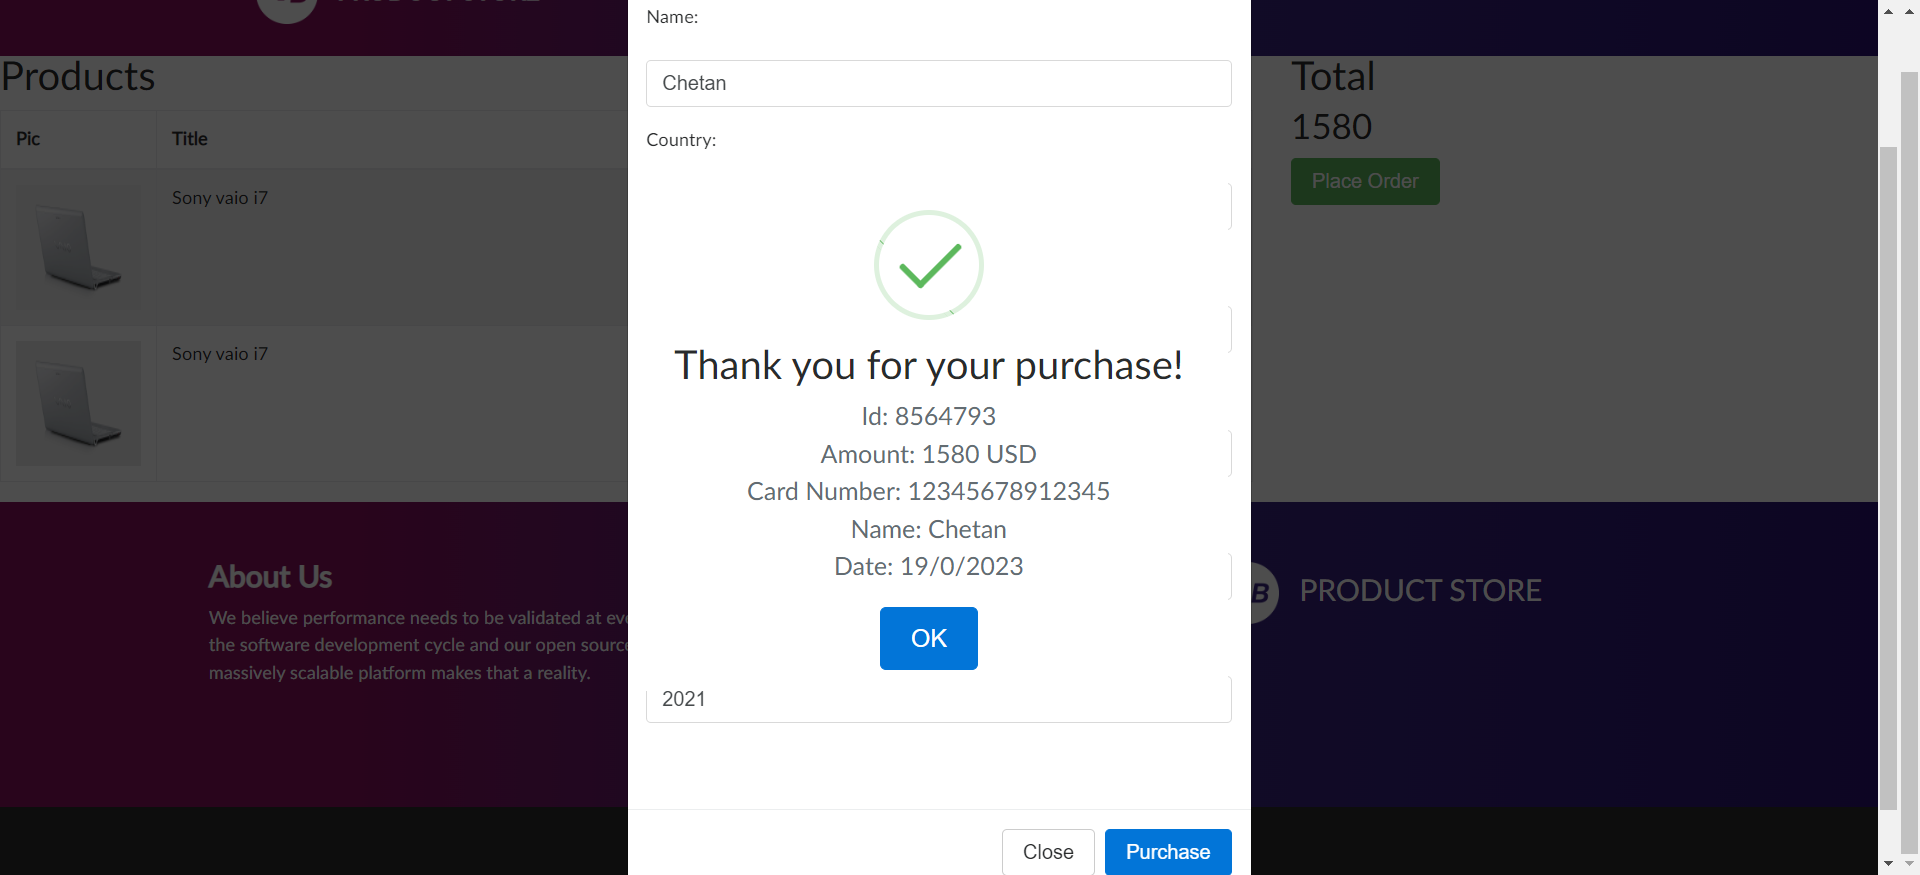 Name:
Chetan
Country:
Products
Pic
Title
Sony vaio i7
Sony vaio i7
Total
1580
Place Order
Thank you for your purchase!
Id: 8564793
Amount: 1580 USD
Card Number: 12345678912345
Name: Chetan
Date: 19/0/2023
OK
2021
Close
Purchase
About Us
We believe performance needs to be validated at eve
the software development cycle and our open source
massively scalable platform makes that a reality.
B PRODUCT STORE